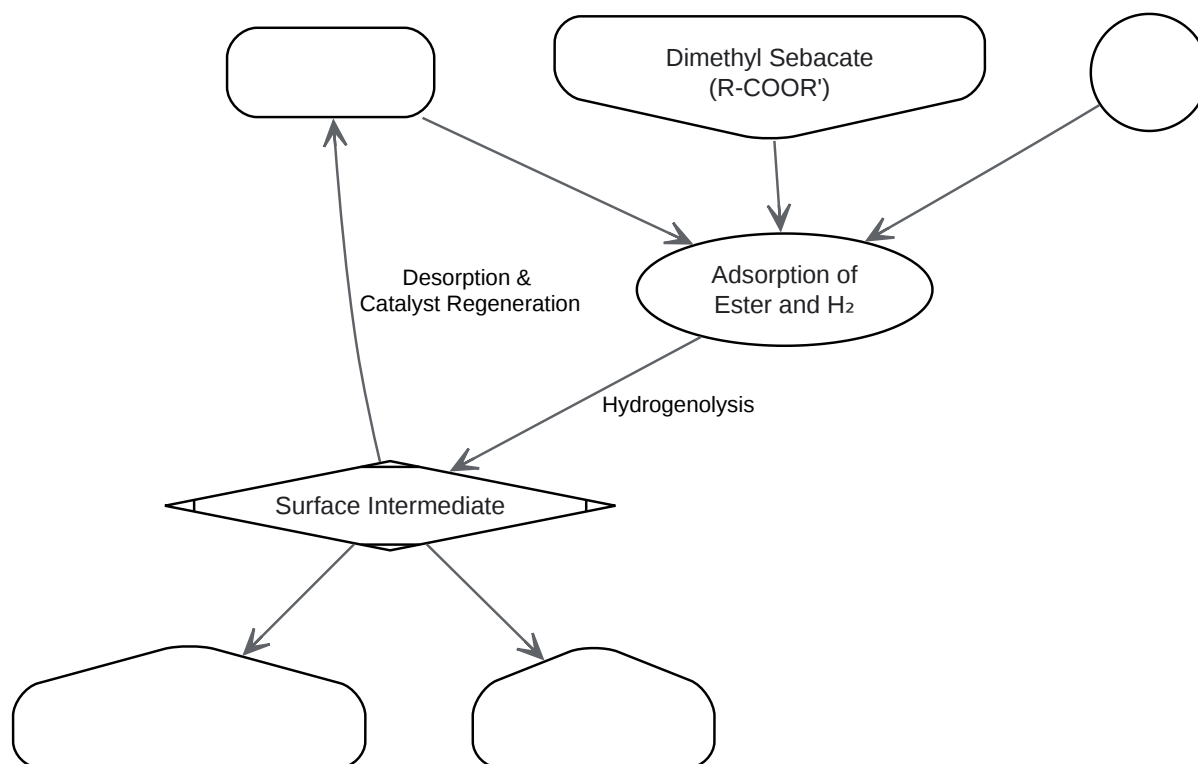 Dimethyl Sebacate
(R-COOR')
Adsorption of
Ester and H₂
Desorption &
Catalyst Regeneration
Hydrogenolysis
Surface Intermediate